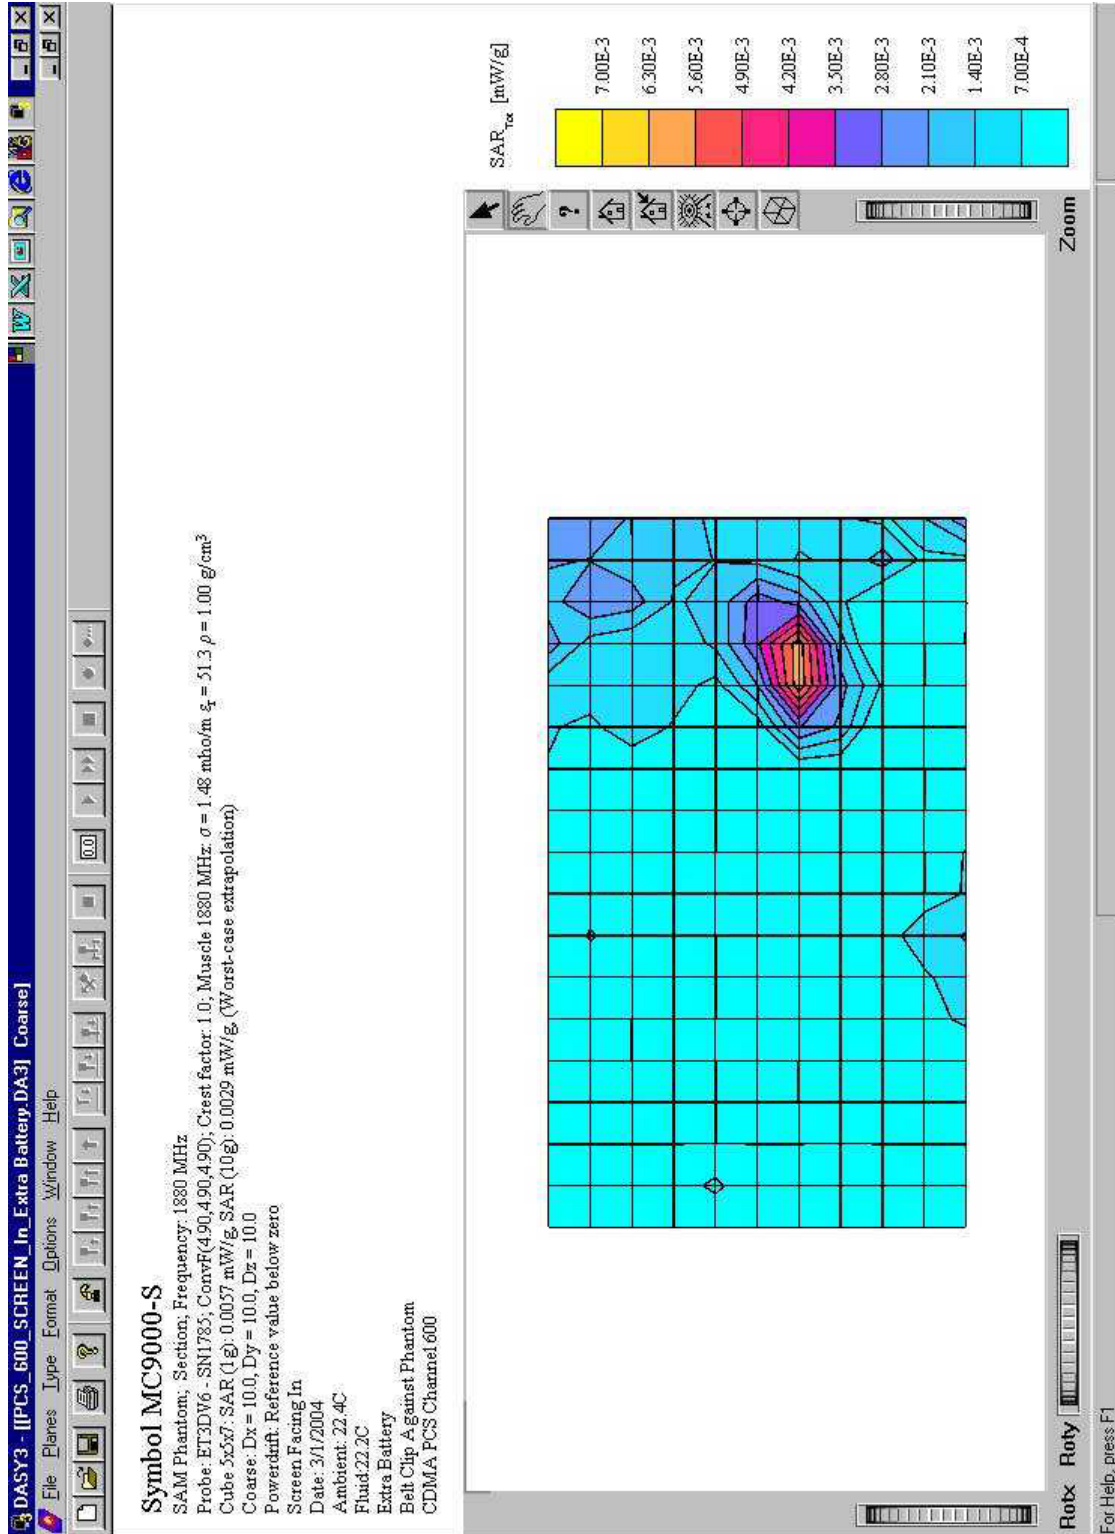 DASY3 - [[PCS_600_SCREEN_In_Extra Battery.DA3] Coarse]
File Planes Type Format Options Window Help
Symbol MC9000-S
SAM Phantom; Section; Frequency: 1880 MHz
Probe: ET3DV6 - SN1785; ConvF(4.90,4.90,4.90); Crest factor: 1.0; Muscle 1880 MHz: σ = 1.48 mho/m εr = 51.3 ρ = 1.00 g/cm³
Cube 5x5x7: SAR (1g): 0.0057 mW/g, SAR (10g): 0.0029 mW/g, (Worst-case extrapolation)
Coarse: Dx = 10.0, Dy = 10.0, Dz = 10.0
Powerdrift: Reference value below zero
Screen Facing In
Date: 3/1/2004
Ambient: 22.4C
Fluid:22.2C
Extra Battery
Belt Clip Against Phantom
CDMA PCS Channel 600
SAR Tot [mW/g]
7.00E-3
6.30E-3
5.60E-3
4.90E-3
4.20E-3
3.50E-3
2.80E-3
2.10E-3
1.40E-3
7.00E-4
Rotx Roty Zoom
For Help, press F1